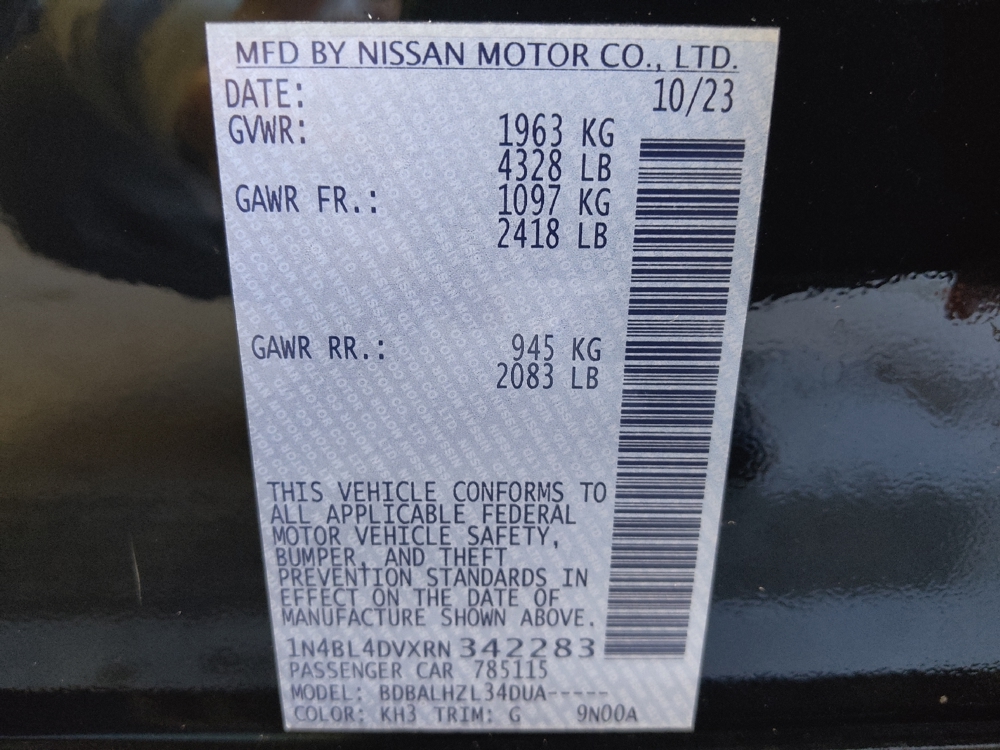 MFD BY NISSAN MOTOR CO., LTD.
DATE: 10/23
GVWR: 1963 KG
4328 LB
GAWR FR.: 1097 KG
2418 LB
GAWR RR.: 945 KG
2083 LB
THIS VEHICLE CONFORMS TO
ALL APPLICABLE FEDERAL
MOTOR VEHICLE SAFETY,
BUMPER, AND THEFT
PREVENTION STANDARDS IN
EFFECT ON THE DATE OF
MANUFACTURE SHOWN ABOVE.
1N4BL4DVXRN342283
PASSENGER CAR 785115
MODEL: BDBALHZL34DUA-----
COLOR: KH3 TRIM: G 9N00A